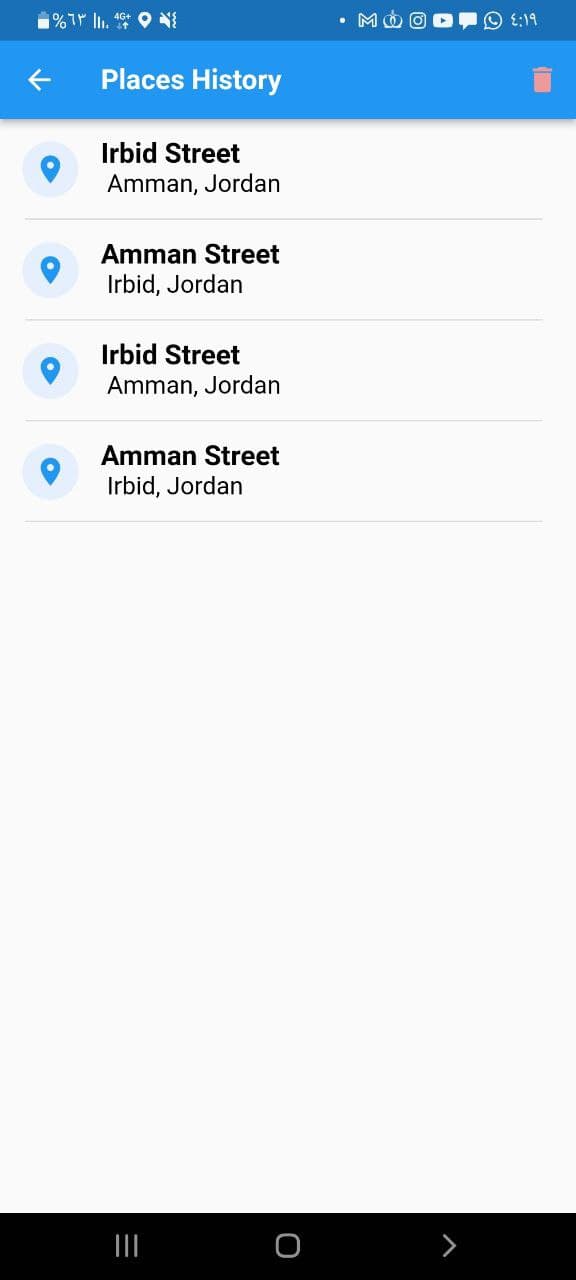 %٦٣ 4G+ ٤:١٩
Places History
Irbid Street
Amman, Jordan
Amman Street
Irbid, Jordan
Irbid Street
Amman, Jordan
Amman Street
Irbid, Jordan